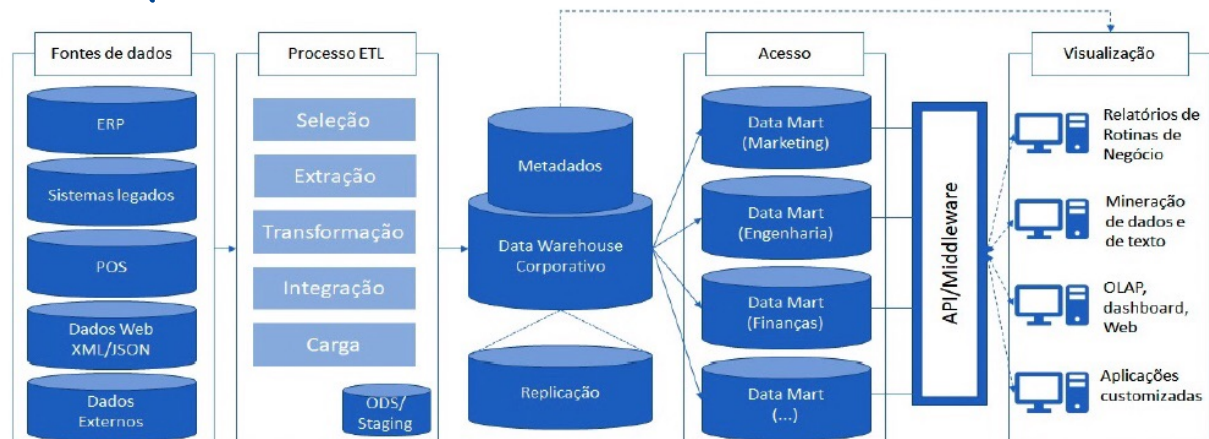 Fontes de dados
ERP
Sistemas legados
POS
Dados Web
XML/JSON
Dados
Externos
Processo ETL
Seleção
Extração
Transformação
Integração
Carga
ODS/
Staging
Metadados
Data Warehouse
Corporativo
Replicação
Acesso
Data Mart
(Marketing)
Data Mart
(Engenharia)
Data Mart
(Finanças)
Data Mart
(...)
API/Middleware
Visualização
Relatórios de
Rotinas de
Negócio
Mineração
de dados e
de texto
OLAP,
dashboard,
Web
Aplicações
customizadas